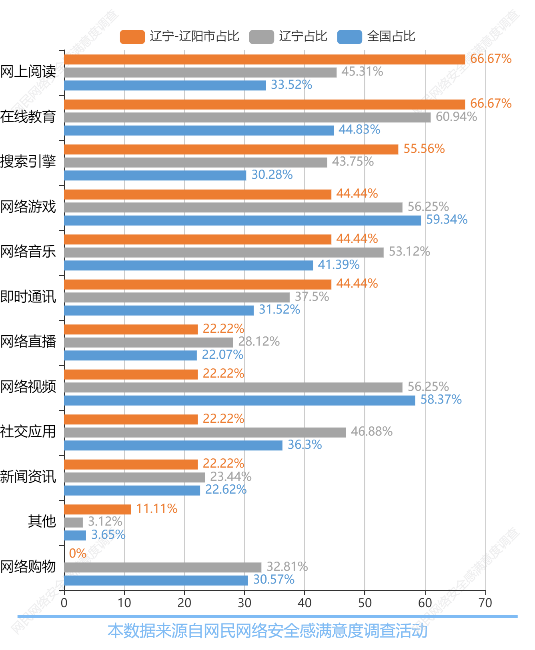 辽宁-辽阳市占比 辽宁占比 全国占比
网上阅读 66.67% 45.31% 33.52%
在线教育 66.67% 60.94% 44.83%
搜索引擎 55.56% 43.75% 30.28%
网络游戏 44.44% 56.25% 59.34%
网络音乐 44.44% 53.12% 41.39%
即时通讯 44.44% 37.5% 31.52%
网络直播 22.22% 28.12% 22.07%
网络视频 22.22% 56.25% 58.37%
社交应用 22.22% 46.88% 36.3%
新闻资讯 22.22% 23.44% 22.62%
其他 11.11% 3.12% 3.65%
网络购物 0% 32.81% 30.57%
0 10 20 30 40 50 60 70
本数据来源自网民网络安全感满意度调查活动